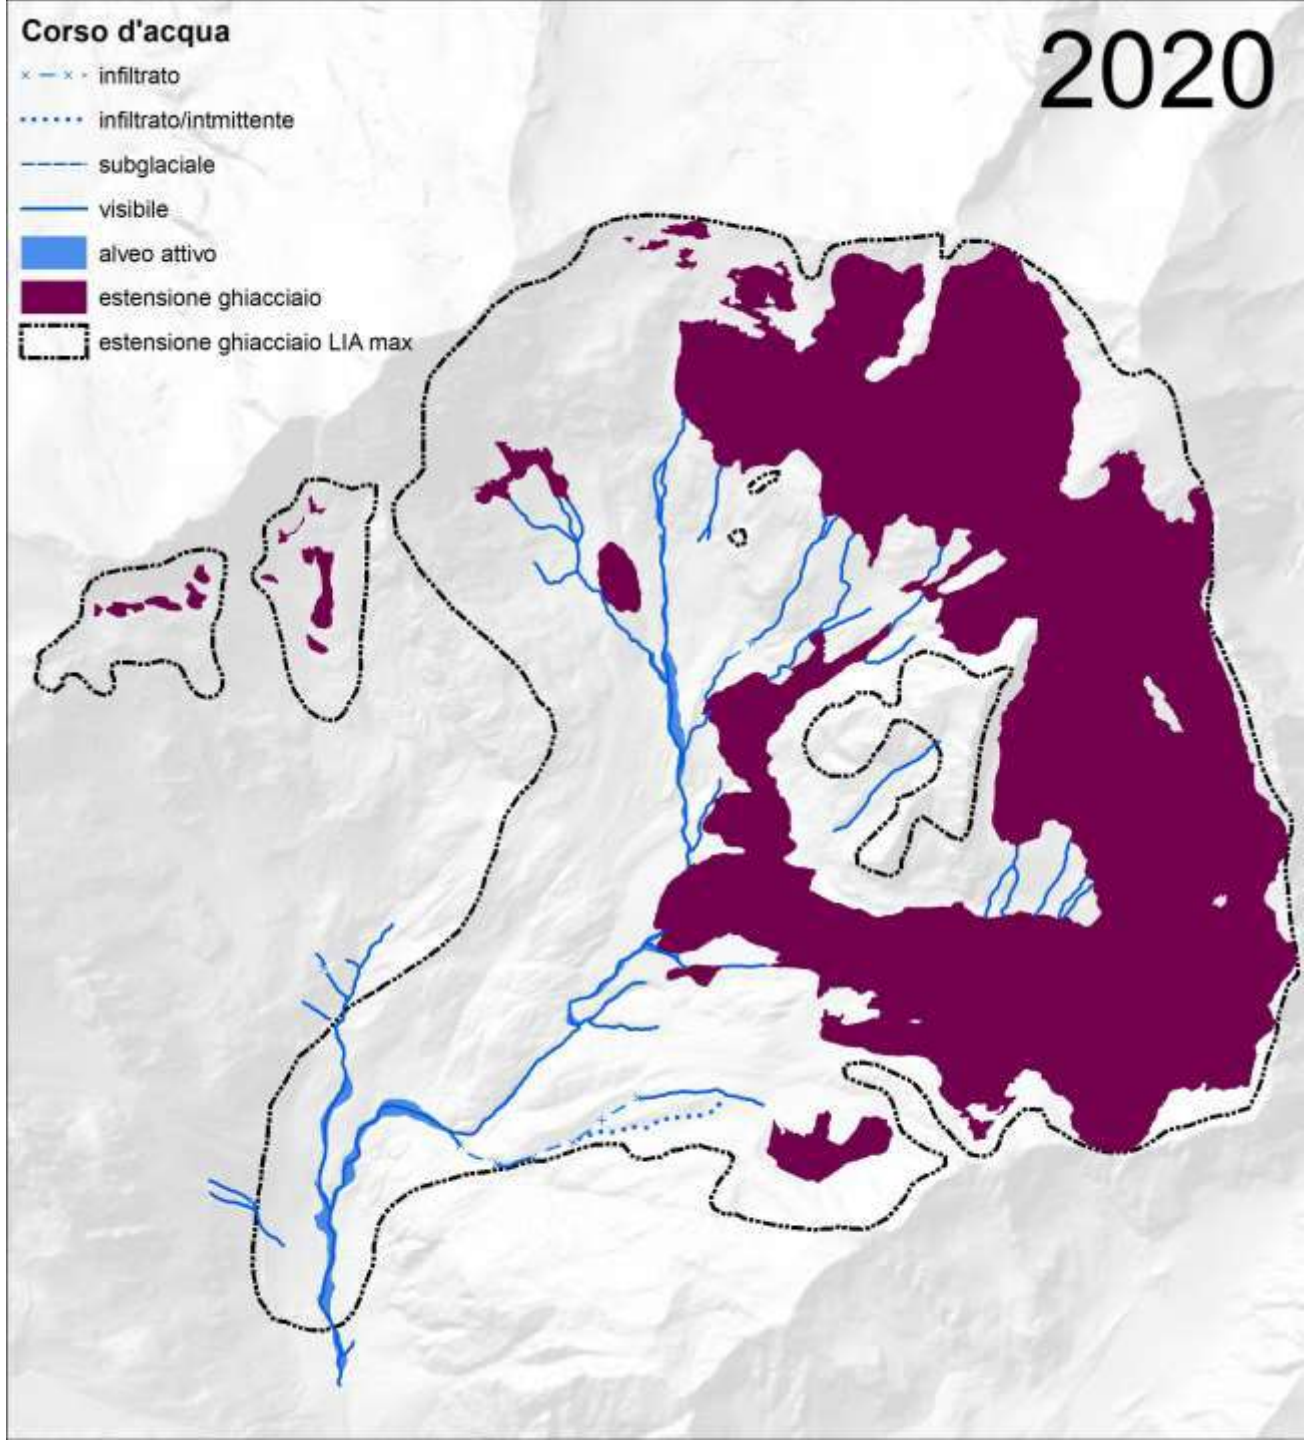 Corso d'acqua
2020
infiltrato
infiltrato/intmittente
subglaciale
visibile
alveo attivo
estensione ghiacciaio
estensione ghiacciaio LIA max